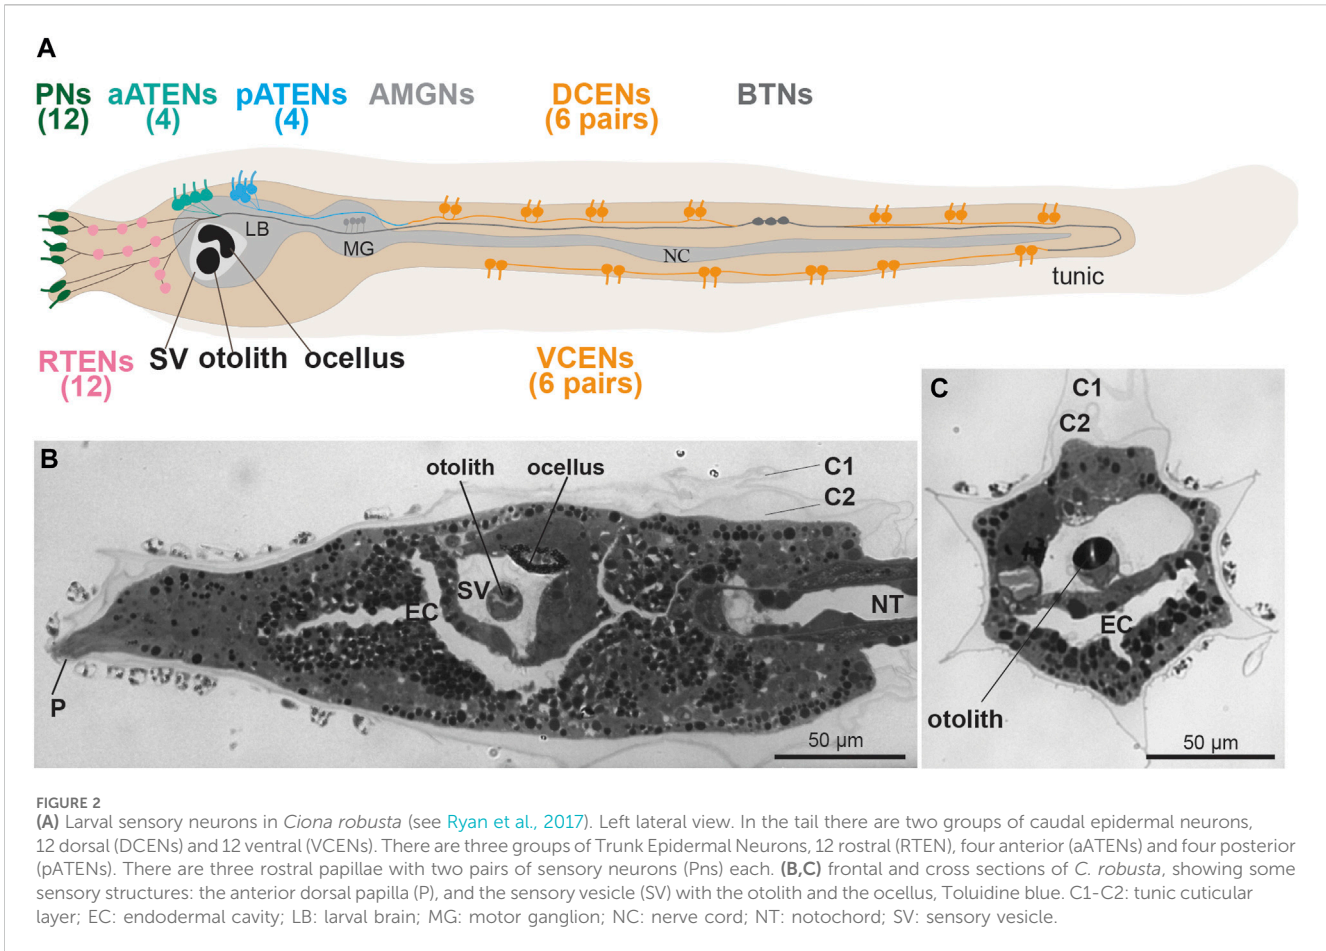 A
PNs aATENs pATENs AMGNs DCENs BTNs
(12) (4) (4) (6 pairs)
LB
MG
NC
tunic
RTENs SV otolith ocellus VCENs
(12) (6 pairs)
B
otolith ocellus
C1
C2
SV
EC
NT
P
50 µm
C
C1
C2
EC
otolith
50 µm
FIGURE 2
(A) Larval sensory neurons in Ciona robusta (see Ryan et al., 2017). Left lateral view. In the tail there are two groups of caudal epidermal neurons,
12 dorsal (DCENs) and 12 ventral (VCENs). There are three groups of Trunk Epidermal Neurons, 12 rostral (RTEN), four anterior (aATENs) and four posterior
(pATENs). There are three rostral papillae with two pairs of sensory neurons (Pns) each. (B,C) frontal and cross sections of C. robusta, showing some
sensory structures: the anterior dorsal papilla (P), and the sensory vesicle (SV) with the otolith and the ocellus, Toluidine blue. C1-C2: tunic cuticular
layer; EC: endodermal cavity; LB: larval brain; MG: motor ganglion; NC: nerve cord; NT: notochord; SV: sensory vesicle.